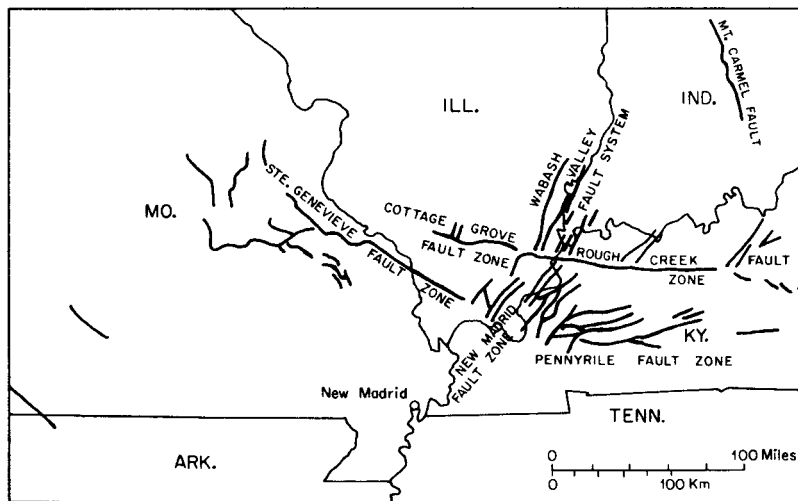 MT. CARMEL FAULT
ILL.
IND.
WABASH VALLEY
FAULT SYSTEM
STE. GENEVIEVE
FAULT ZONE
MO.
COTTAGE GROVE
FAULT ZONE
ROUGH CREEK FAULT
ZONE
NEW MADRID
FAULT ZONE
KY.
PENNYRILE FAULT ZONE
New Madrid
TENN.
ARK.
0 100 Miles
0 100 Km